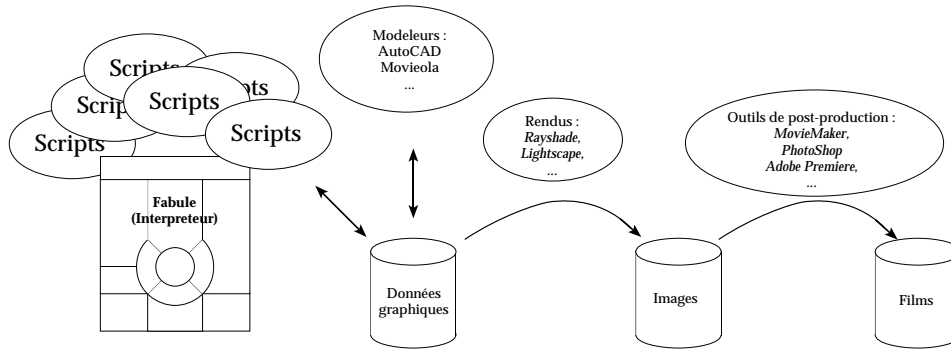 Scripts
Scripts
Scripts
Scripts
Scripts
Fabule
(Interpreteur)
Modeleurs :
AutoCAD
Movieola
...
Rendus :
Rayshade,
Lightscape,
...
Outils de post-production :
MovieMaker,
PhotoShop
Adobe Premiere,
...
Données
graphiques
Images
Films